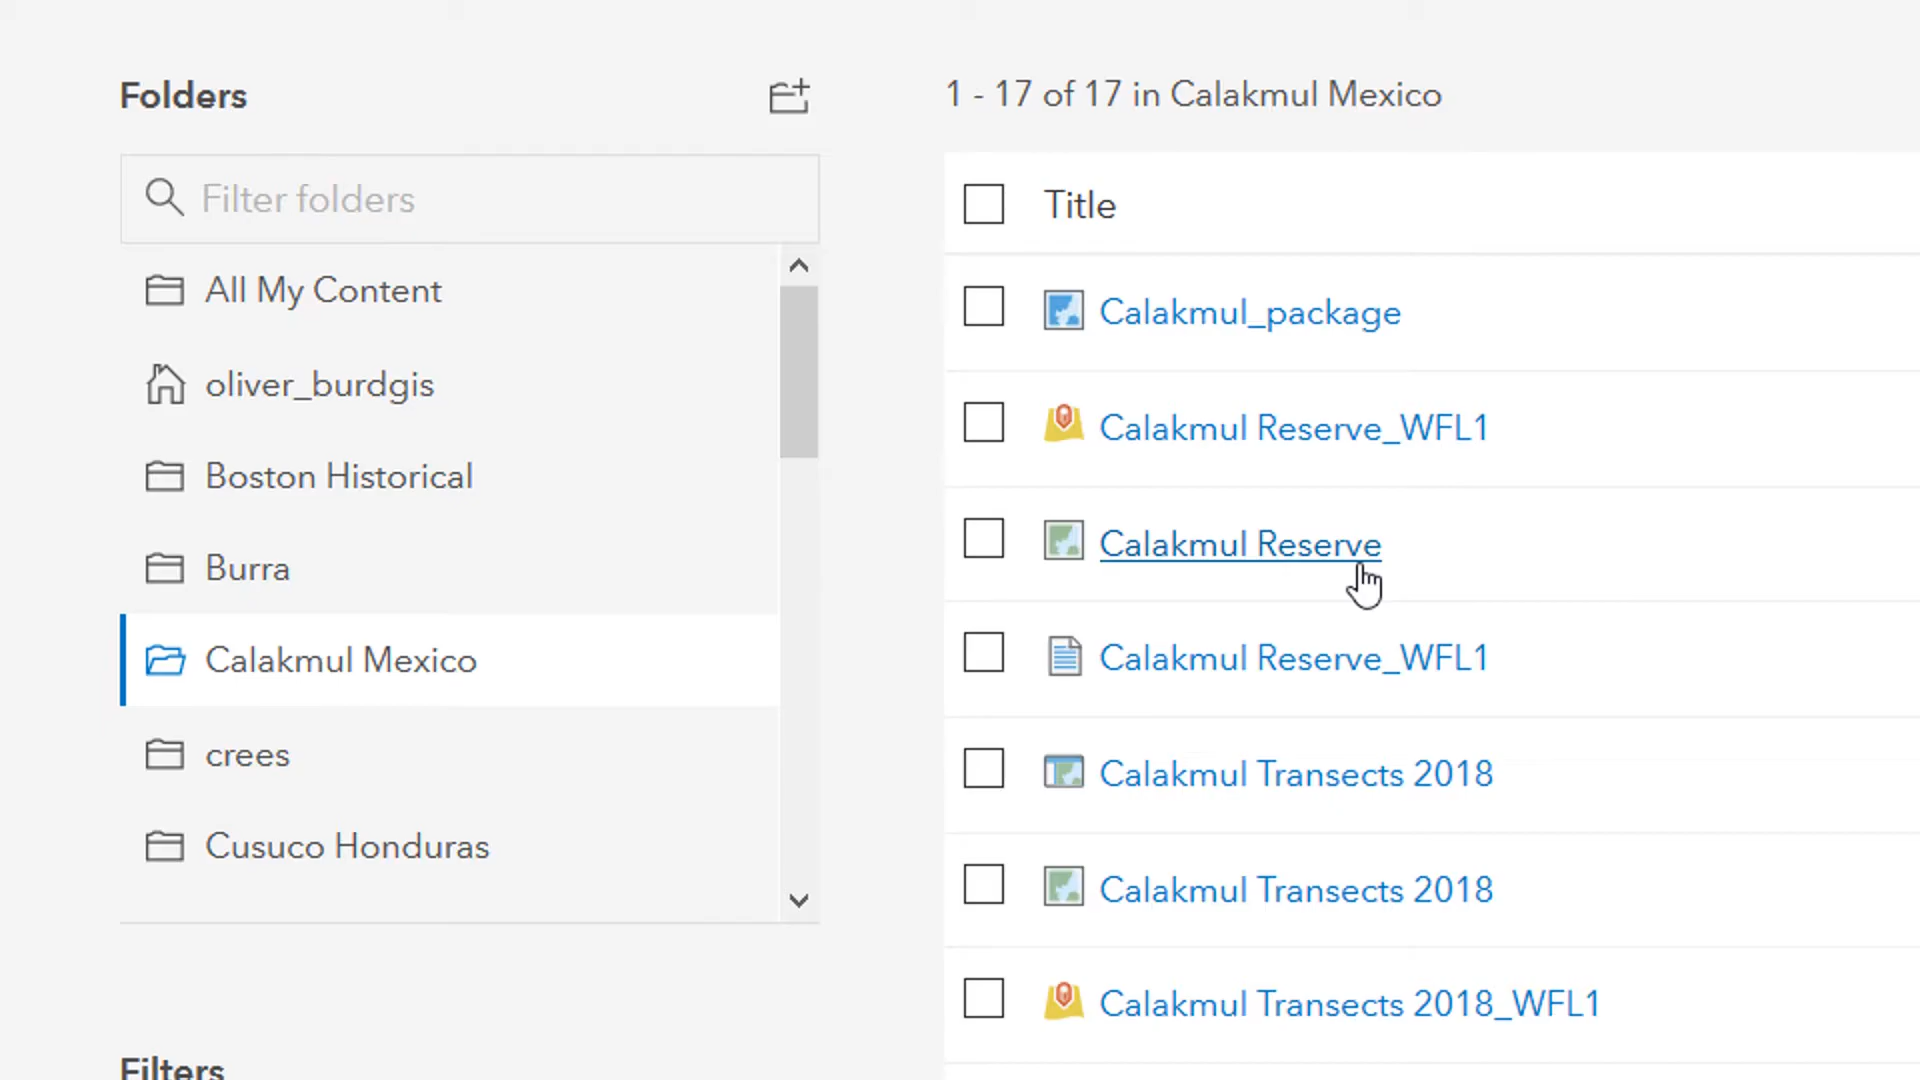 Folders
Filter folders
All My Content
oliver_burdgis
Boston Historical
Burra
Calakmul Mexico
crees
Cusuco Honduras
Filters
1 - 17 of 17 in Calakmul Mexico
Title
Calakmul_package
Calakmul Reserve_WFL1
Calakmul Reserve
Calakmul Reserve_WFL1
Calakmul Transects 2018
Calakmul Transects 2018
Calakmul Transects 2018_WFL1